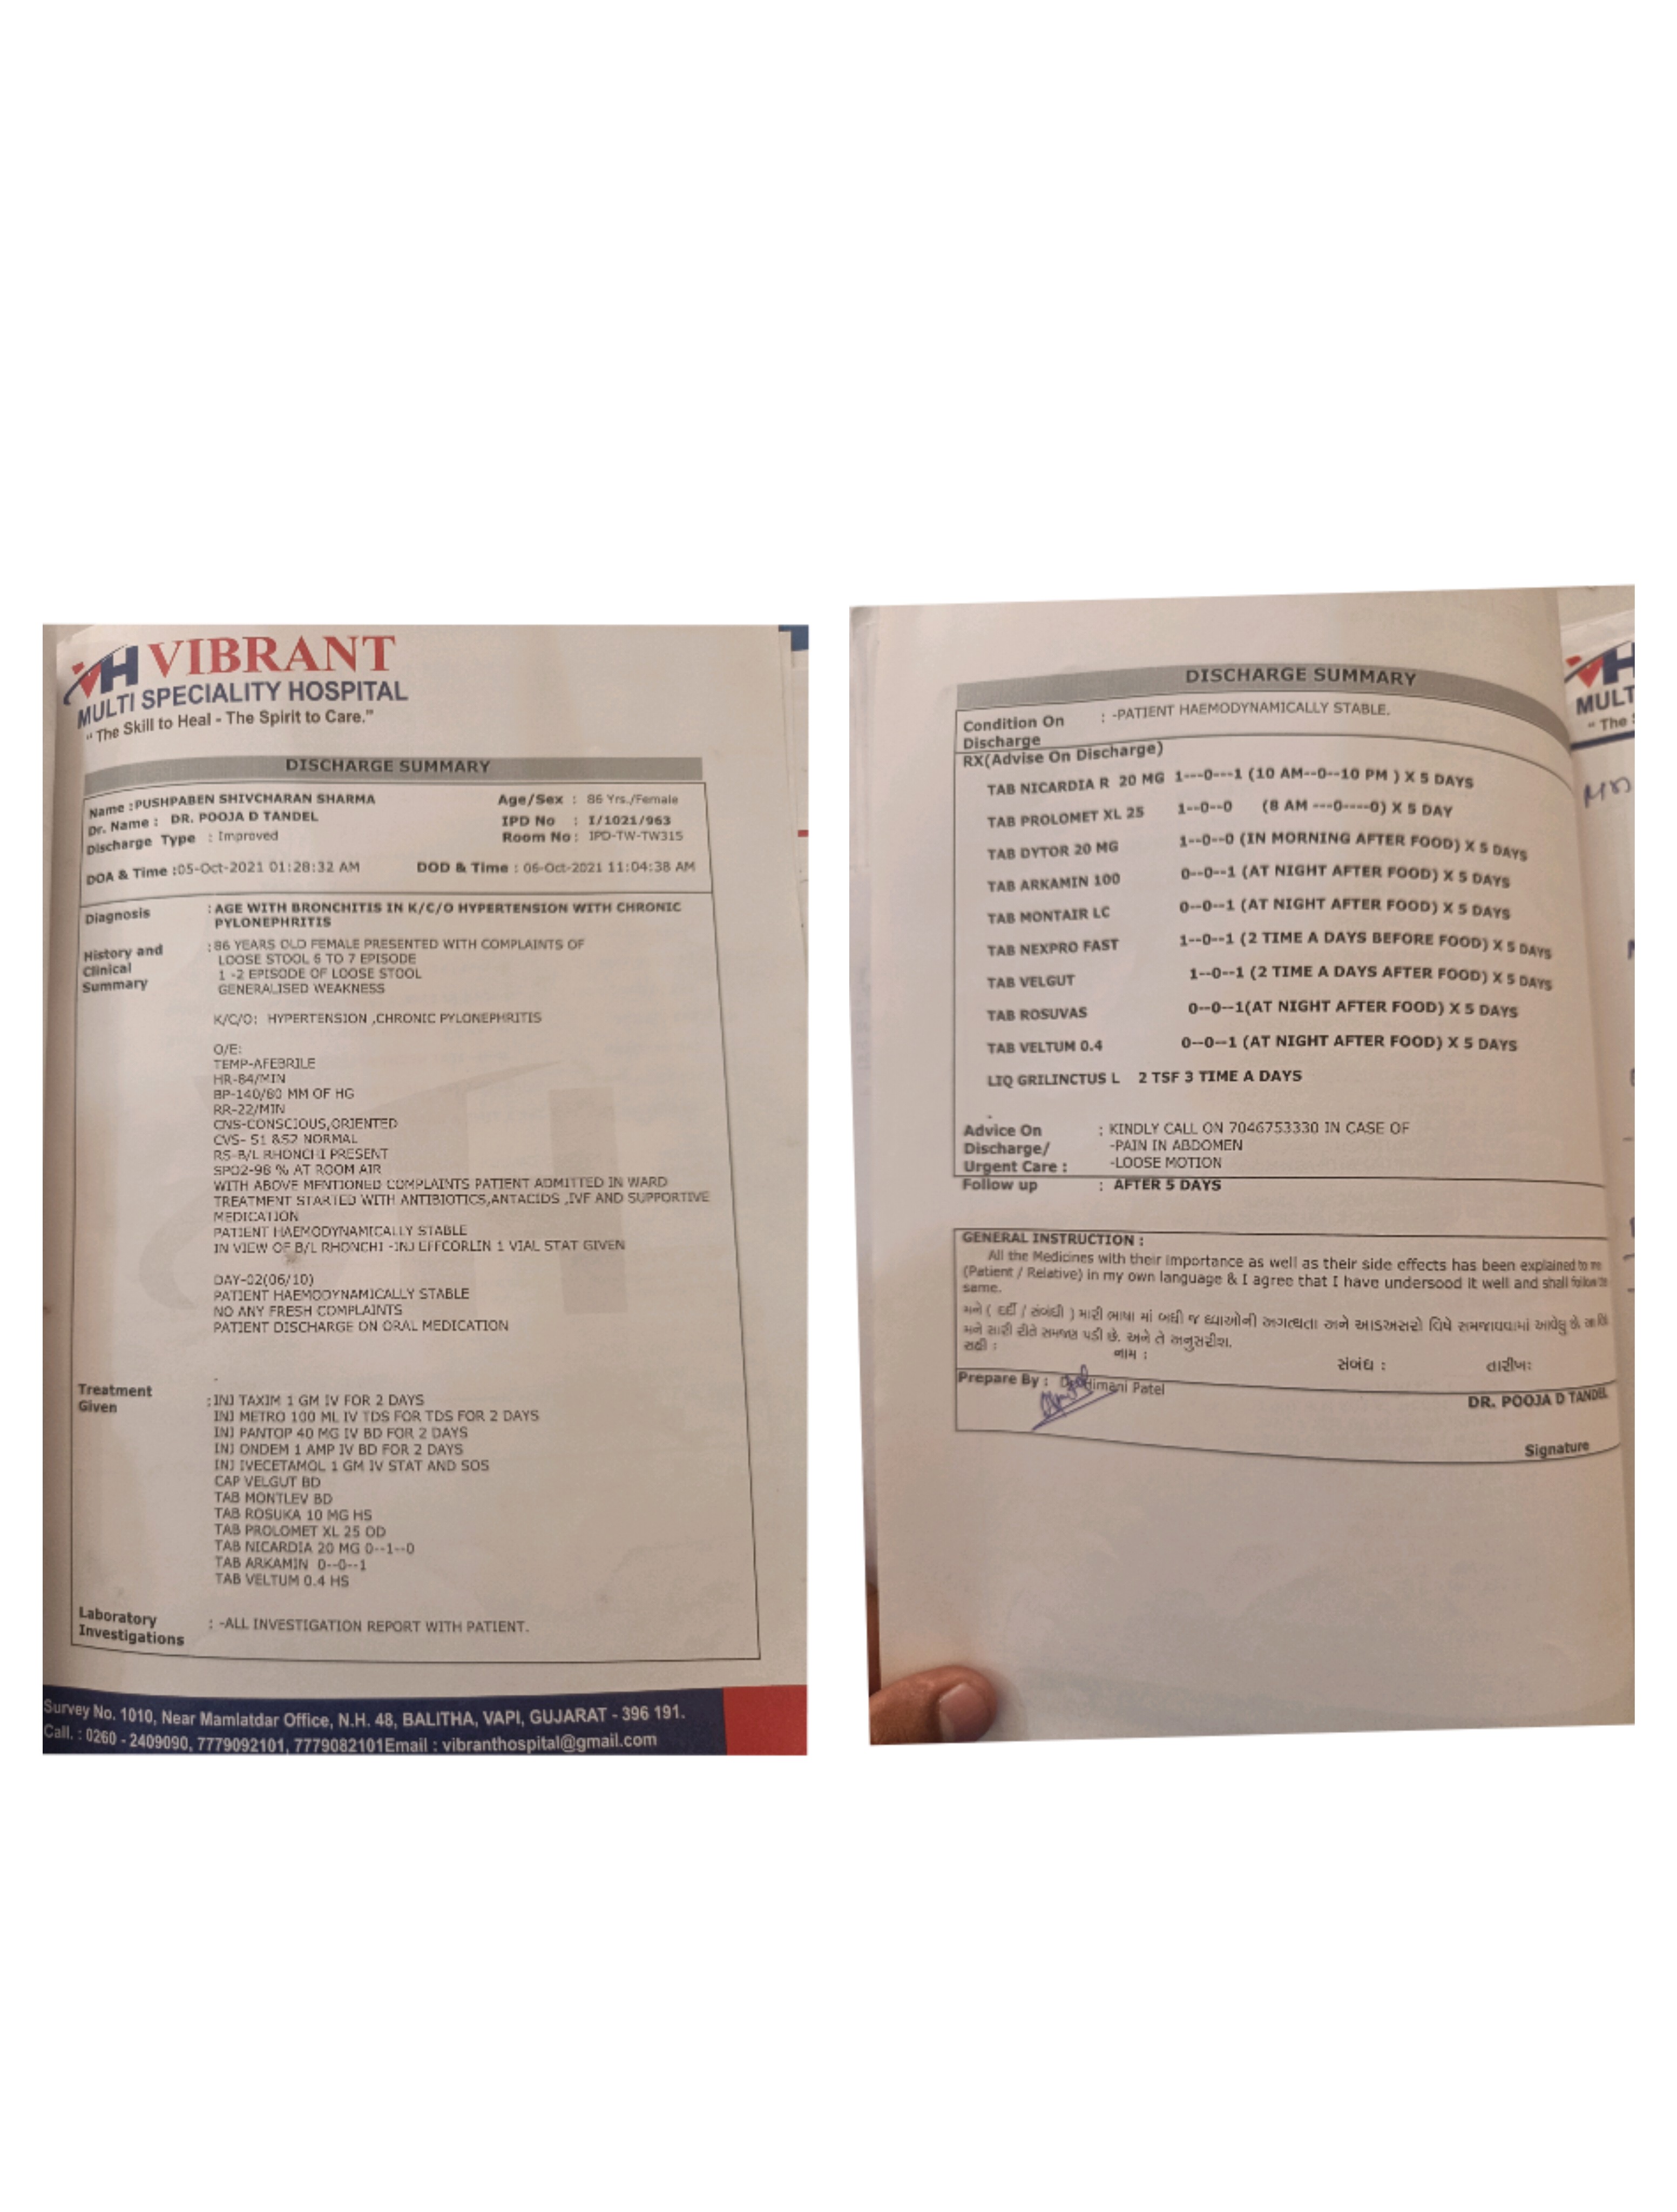 VH VIBRANT
MULTI SPECIALITY HOSPITAL
"The Skill to Heal - The Spirit to Care."
DISCHARGE SUMMARY
Name : PUSHPABEN SHIVCHARAN SHARMA Age/Sex : 86 Yrs./Female
Dr. Name : DR. POOJA D TANDEL IPD No : I/1021/963
Discharge Type : Improved Room No : IPD-TW-TW315
DOA & Time :05-Oct-2021 01:28:32 AM DOD & Time : 06-Oct-2021 11:04:38 AM
Diagnosis : AGE WITH BRONCHITIS IN K/C/O HYPERTENSION WITH CHRONIC
PYLONEPHRITIS
History and Clinical Summary : 86 YEARS OLD FEMALE PRESENTED WITH COMPLAINTS OF
LOOSE STOOL 6 TO 7 EPISODE
1 -2 EPISODE OF LOOSE STOOL
GENERALISED WEAKNESS
K/C/O: HYPERTENSION ,CHRONIC PYLONEPHRITIS
O/E:
TEMP-AFEBRILE
HR-84/MIN
BP-140/80 MM OF HG
RR-22/MIN
CNS-CONSCIOUS,ORIENTED
CVS- S1 &S2 NORMAL
RS-B/L RHONCHI PRESENT
SPO2-98 % AT ROOM AIR
WITH ABOVE MENTIONED COMPLAINTS PATIENT ADMITTED IN WARD
TREATMENT STARTED WITH ANTIBIOTICS,ANTACIDS ,IVF AND SUPPORTIVE
MEDICATION
PATIENT HAEMODYNAMICALLY STABLE
IN VIEW OF B/L RHONCHI -INJ EFFCORLIN 1 VIAL STAT GIVEN
DAY-02(06/10)
PATIENT HAEMODYNAMICALLY STABLE
NO ANY FRESH COMPLAINTS
PATIENT DISCHARGE ON ORAL MEDICATION
Treatment Given : INJ TAXIM 1 GM IV FOR 2 DAYS
INJ METRO 100 ML IV TDS FOR TDS FOR 2 DAYS
INJ PANTOP 40 MG IV BD FOR 2 DAYS
INJ ONDEM 1 AMP IV BD FOR 2 DAYS
INJ IVECETAMOL 1 GM IV STAT AND SOS
CAP VELGUT BD
TAB MONTLEV BD
TAB ROSUKA 10 MG HS
TAB PROLOMET XL 25 OD
TAB NICARDIA 20 MG 0--1--0
TAB ARKAMIN 0--0--1
TAB VELTUM 0.4 HS
Laboratory Investigations : -ALL INVESTIGATION REPORT WITH PATIENT.
Survey No. 1010, Near Mamlatdar Office, N.H. 48, BALITHA, VAPI, GUJARAT - 396 191.
Call. : 0260 - 2409090, 7779092101, 7779082101Email : vibranthospital@gmail.com
DISCHARGE SUMMARY
Condition On Discharge : -PATIENT HAEMODYNAMICALLY STABLE.
RX(Advise On Discharge)
TAB NICARDIA R 20 MG 1---0---1 (10 AM--0--10 PM ) X 5 DAYS
TAB PROLOMET XL 25 1--0--0 (8 AM ---0----0) X 5 DAY
TAB DYTOR 20 MG 1--0--0 (IN MORNING AFTER FOOD) X 5 DAYS
TAB ARKAMIN 100 0--0--1 (AT NIGHT AFTER FOOD) X 5 DAYS
TAB MONTAIR LC 0--0--1 (AT NIGHT AFTER FOOD) X 5 DAYS
TAB NEXPRO FAST 1--0--1 (2 TIME A DAYS BEFORE FOOD) X 5 DAYS
TAB VELGUT 1--0--1 (2 TIME A DAYS AFTER FOOD) X 5 DAYS
TAB ROSUVAS 0--0--1(AT NIGHT AFTER FOOD) X 5 DAYS
TAB VELTUM 0.4 0--0--1 (AT NIGHT AFTER FOOD) X 5 DAYS
LIQ GRILINCTUS L 2 TSF 3 TIME A DAYS
Advice On Discharge/ Urgent Care : : KINDLY CALL ON 7046753330 IN CASE OF
-PAIN IN ABDOMEN
-LOOSE MOTION
Follow up : AFTER 5 DAYS
GENERAL INSTRUCTION :
All the Medicines with their importance as well as their side effects has been explained to me
(Patient / Relative) in my own language & I agree that I have undersood it well and shall follow the
same.
મને ( દર્દી / સંબંધી ) મારી ભાષા માં બધી જ દવાઓની અગત્યતા અને આડઅસરો વિષે સમજાવવામાં આવેલુ છે
મને સારી રીતે સમજણ પડી છે. અને તે અનુસરીશ.
સહી : નામ : સંબંધ : તારીખ:
Prepare By : Himani Patel DR. POOJA D TANDEL
Signature
VH
MULT
"The